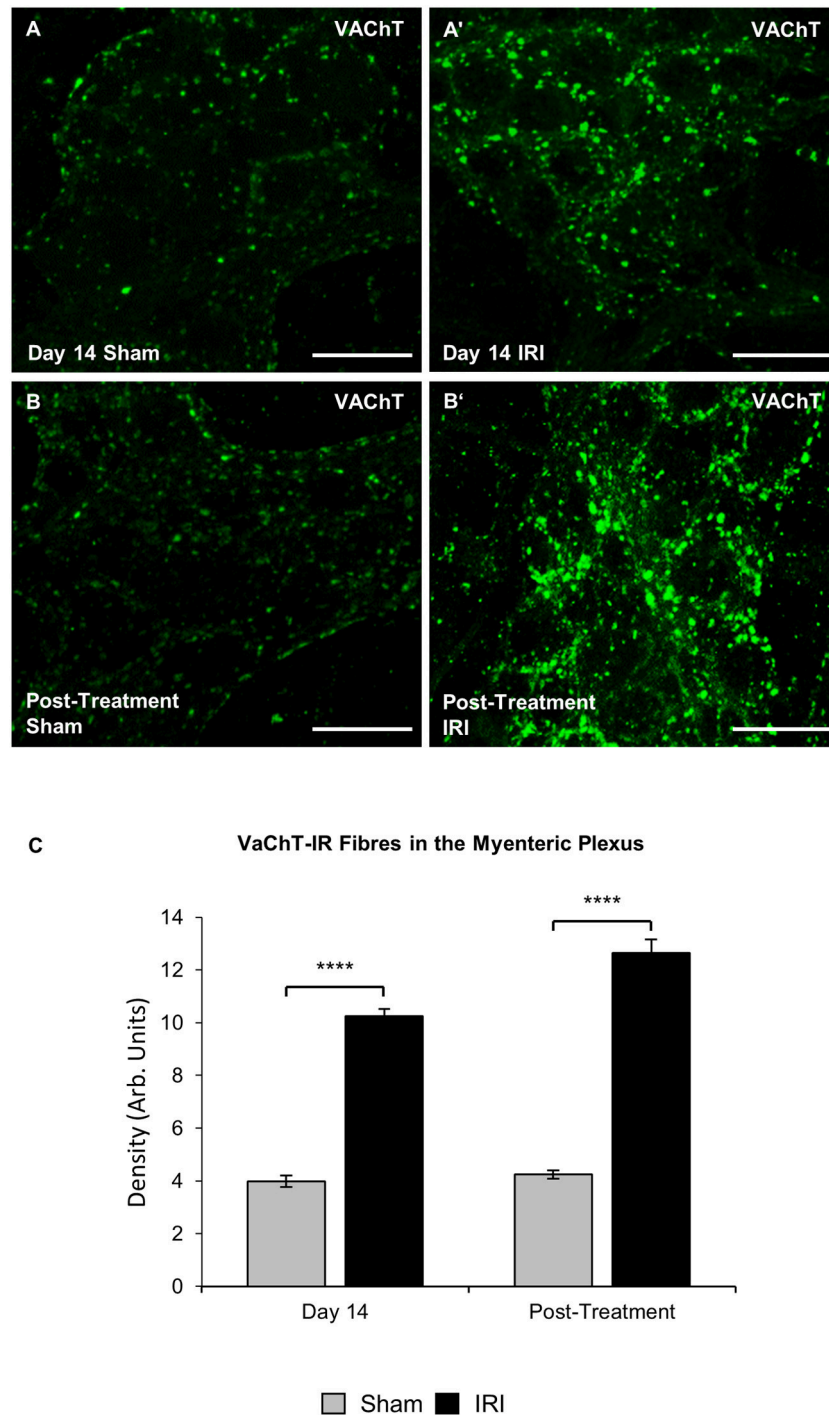 A
VAChT
Day 14 Sham
A'
VAChT
Day 14 IRI
B
VAChT
Post-Treatment
Sham
B‘
VAChT
Post-Treatment
IRI
C
VaChT-IR Fibres in the Myenteric Plexus
Density (Arb. Units)
14
12
10
8
6
4
2
0
****
****
Day 14
Post-Treatment
Sham
IRI